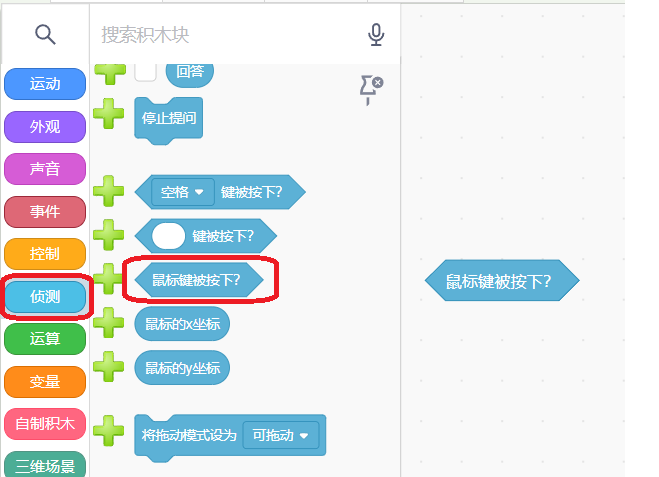 搜索积木块
运动
外观
声音
事件
控制
侦测
运算
变量
自制积木
三维场景
回答
停止提问
空格 键被按下?
键被按下?
鼠标键被按下?
鼠标的x坐标
鼠标的y坐标
将拖动模式设为 可拖动
鼠标键被按下?